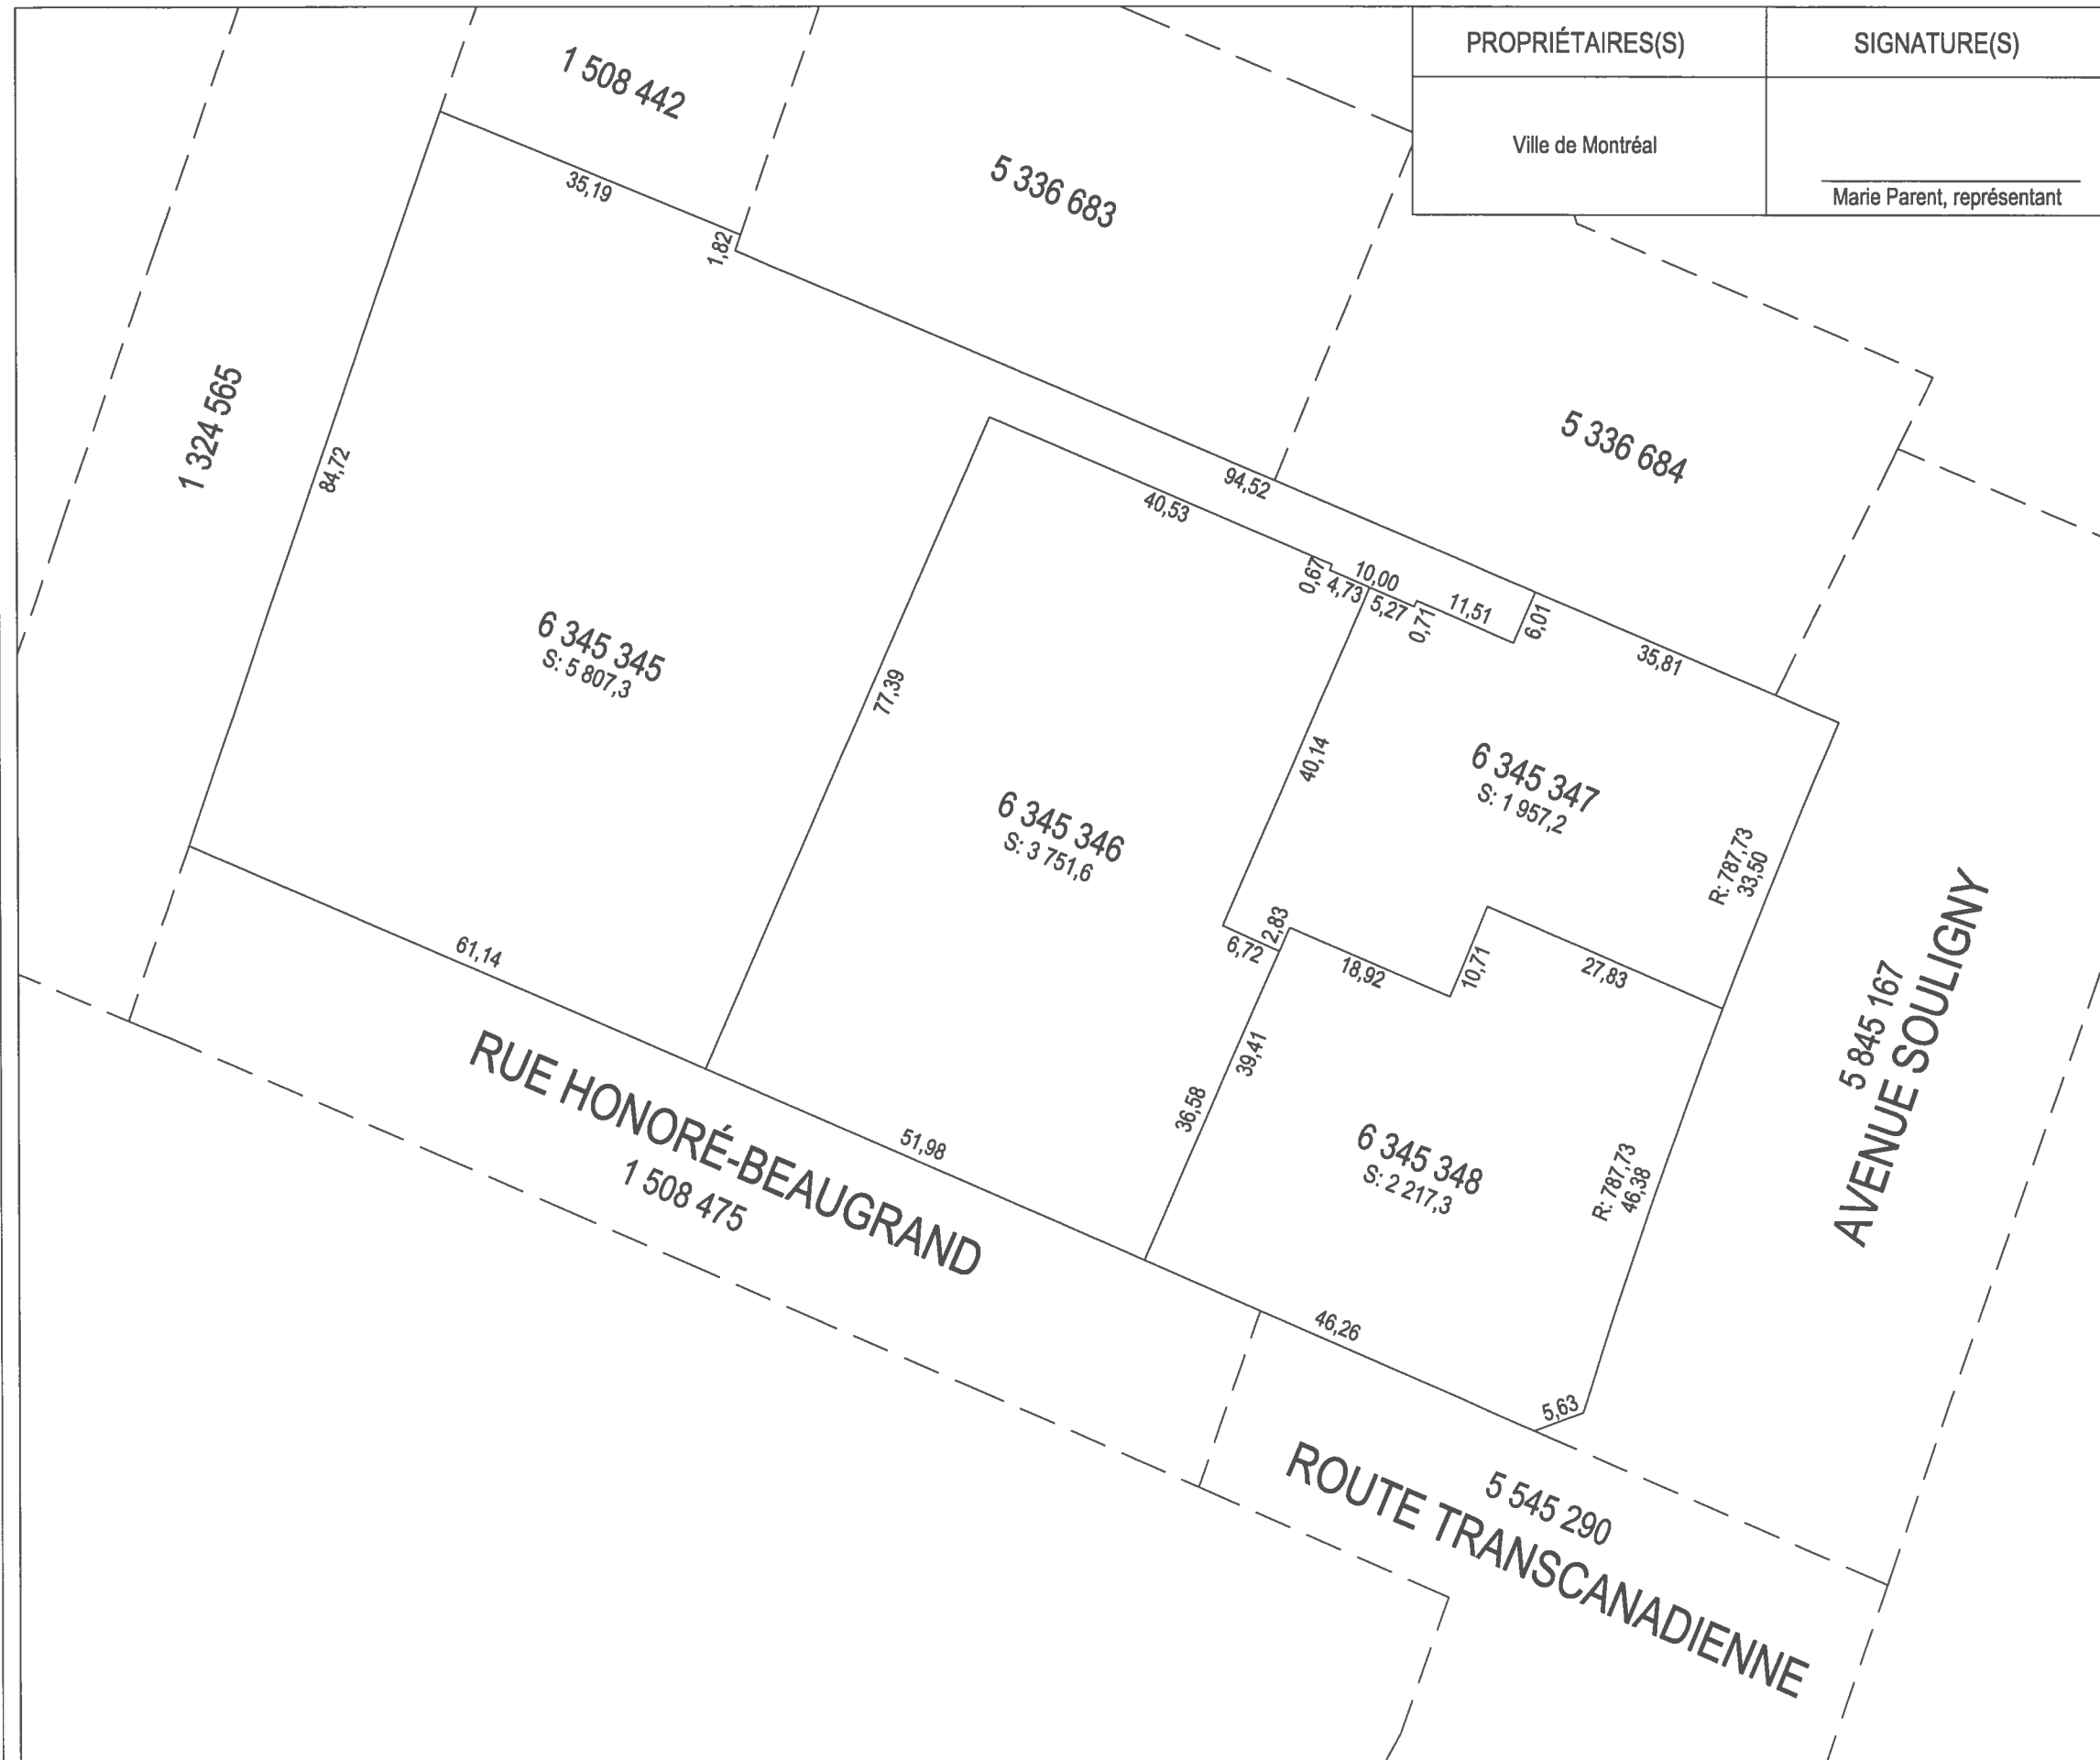 PROPRIÉTAIRES(S)
SIGNATURE(S)
Ville de Montréal
Marie Parent, représentant
1 508 442
5 336 683
35,19
1,82
1 324 565
84,72
5 336 684
94,52
40,53
0,67
4,73
10,00
5,27
0,71
11,51
6,01
35,81
6 345 345
S: 5 807,3
77,39
40,14
6 345 347
S: 1 957,2
6 345 346
S: 3 751,6
R: 787,73
33,50
61,14
6,72
2,83
18,92
10,71
27,83
5 845 167
AVENUE SOULIGNY
39,41
36,58
RUE HONORÉ-BEAUGRAND
1 508 475
51,98
6 345 348
S: 2 217,3
R: 787,73
46,38
46,26
5,63
5 545 290
ROUTE TRANSCANADIENNE